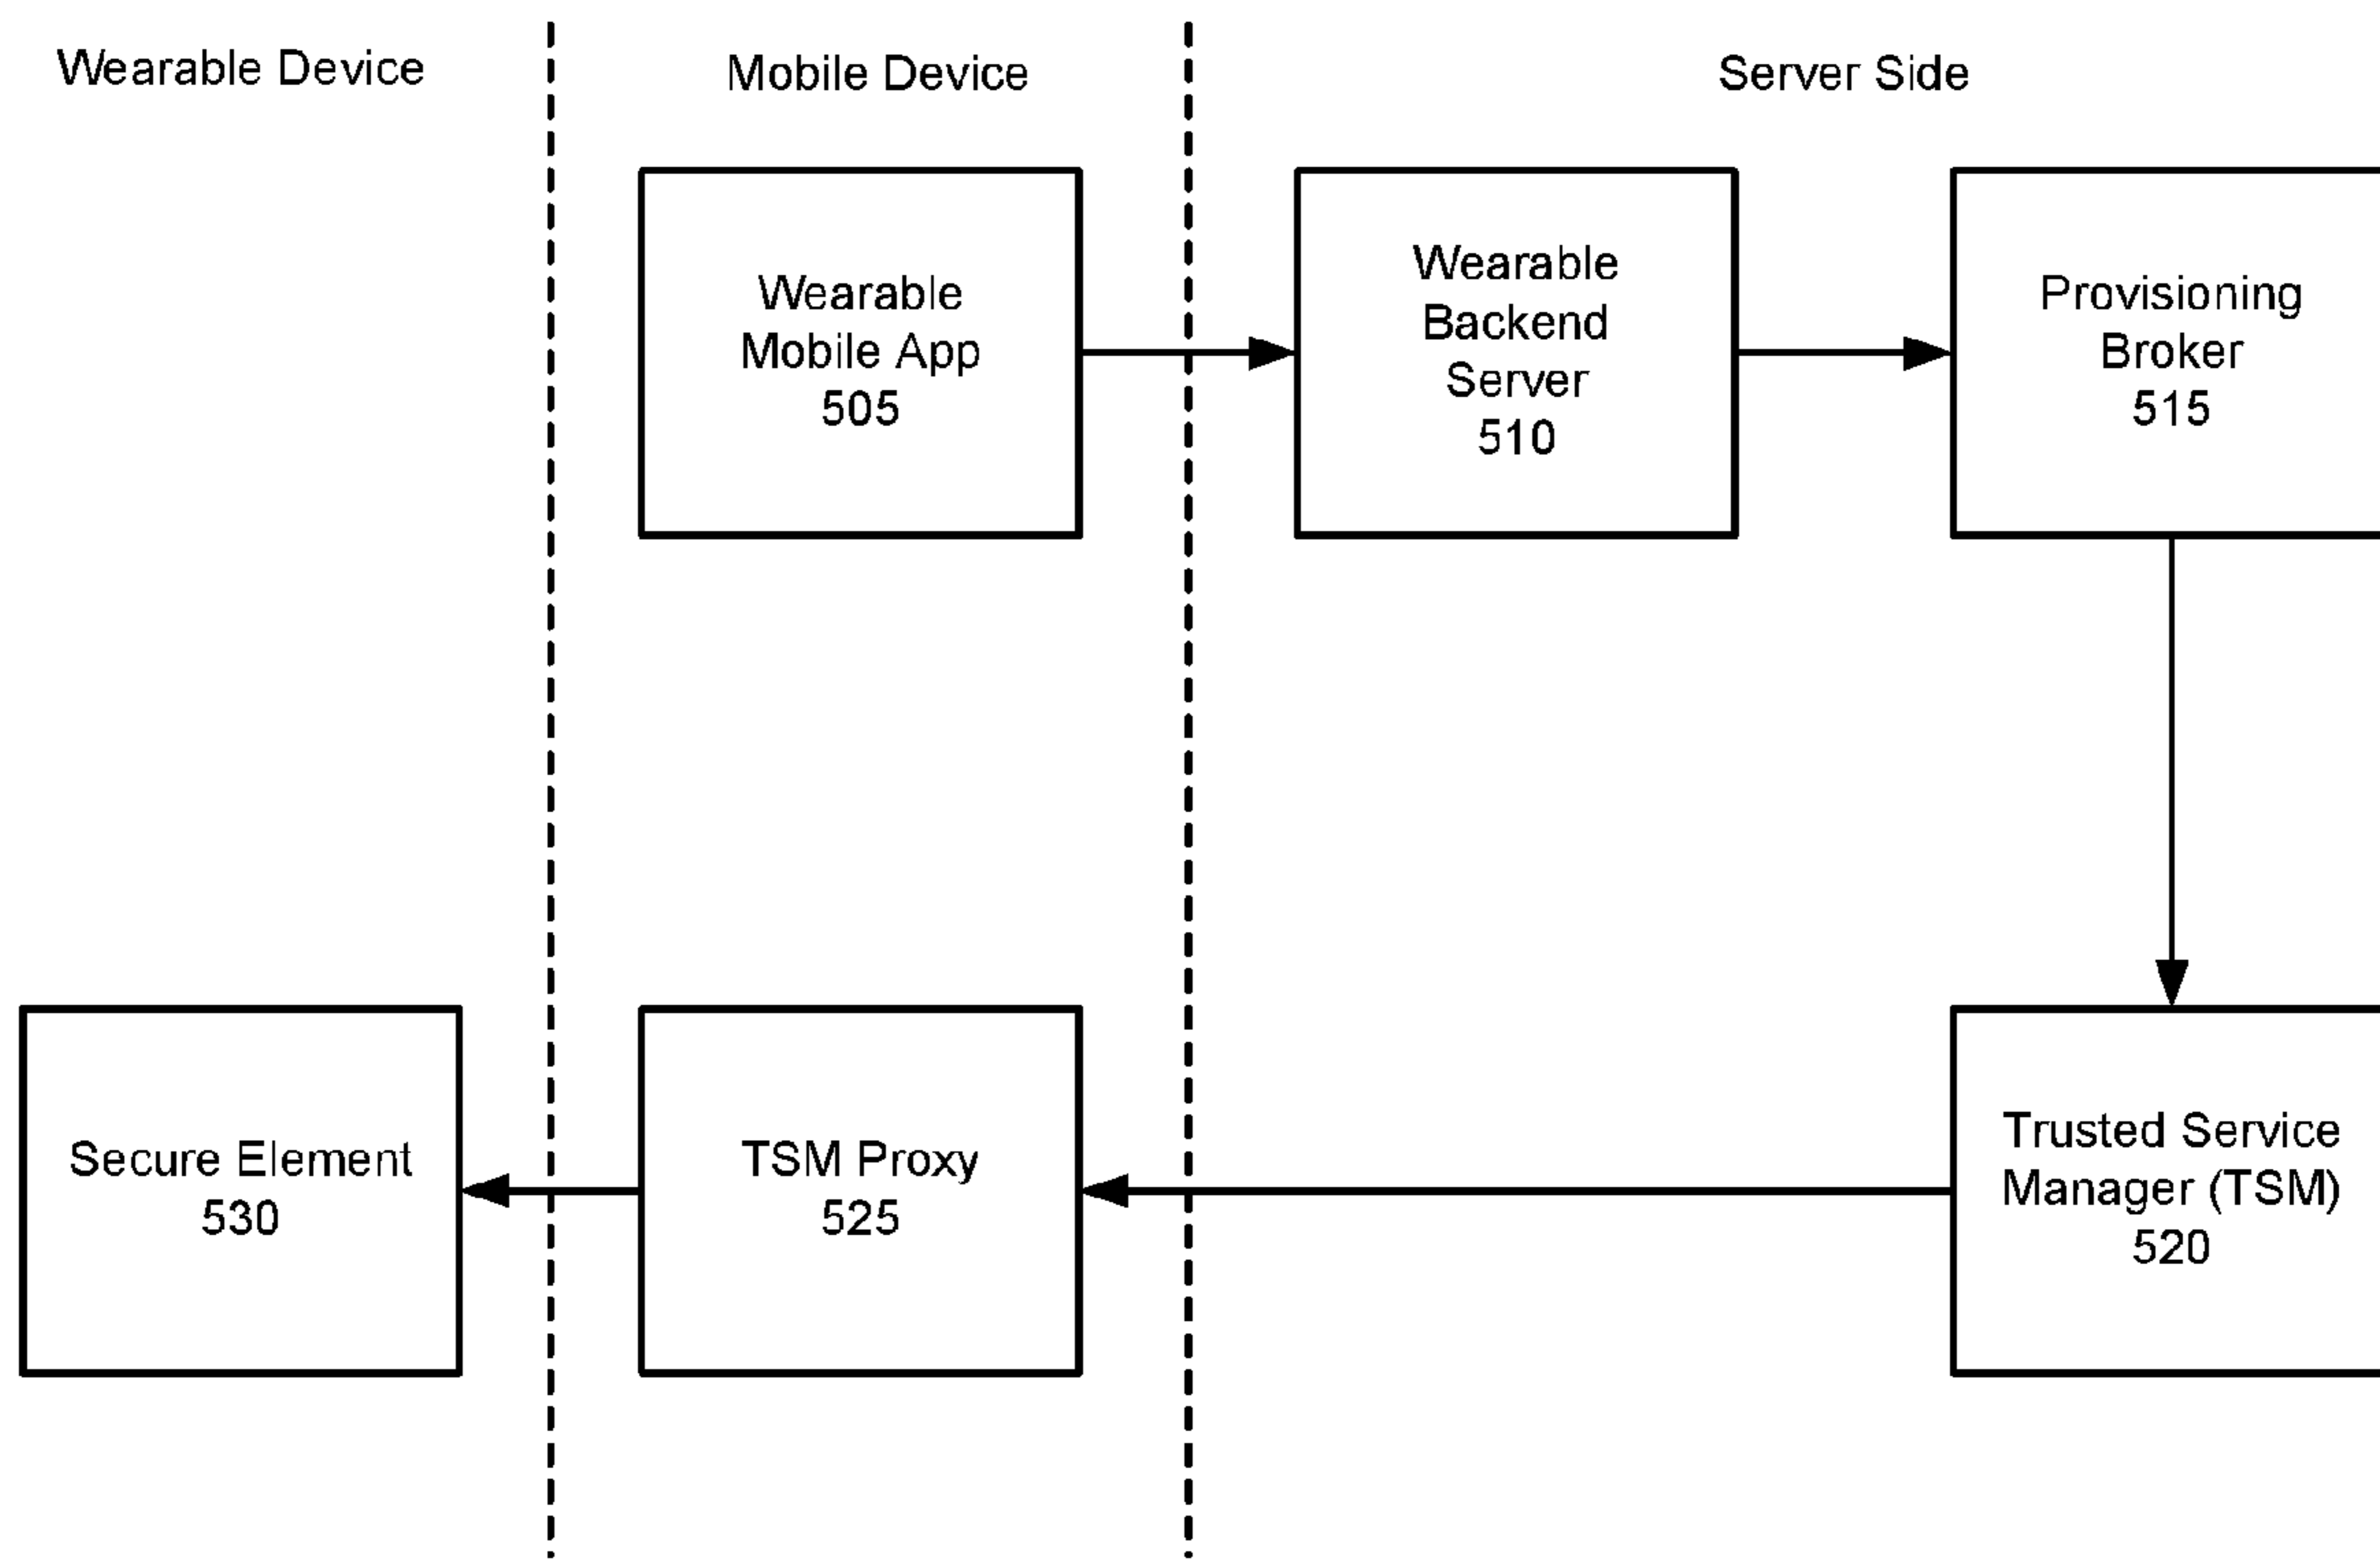 Wearable Device
Mobile Device
Server Side
Wearable
Mobile App
505
Wearable
Backend
Server
510
Provisioning
Broker
515
Secure Element
530
TSM Proxy
525
Trusted Service
Manager (TSM)
520